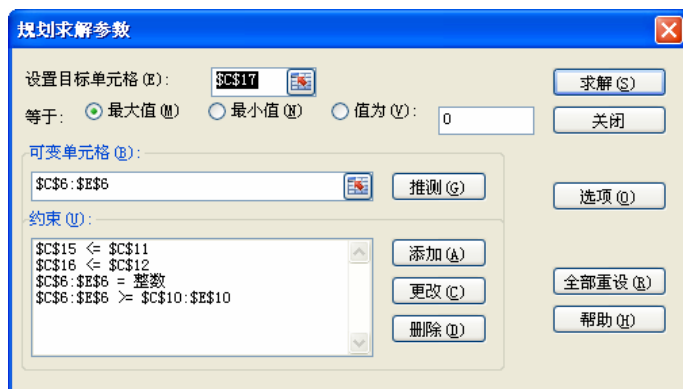 规划求解参数
设置目标单元格(E): $C$17 求解(S)
等于: 最大值(M) 最小值(N) 值为(V): 0 关闭
可变单元格(B):
$C$6:$E$6 推测(G) 选项(O)
约束(U):
$C$15 <= $C$11 添加(A)
$C$16 <= $C$12
$C$6:$E$6 = 整数 更改(C) 全部重设(R)
$C$6:$E$6 >= $C$10:$E$10
删除(D) 帮助(H)